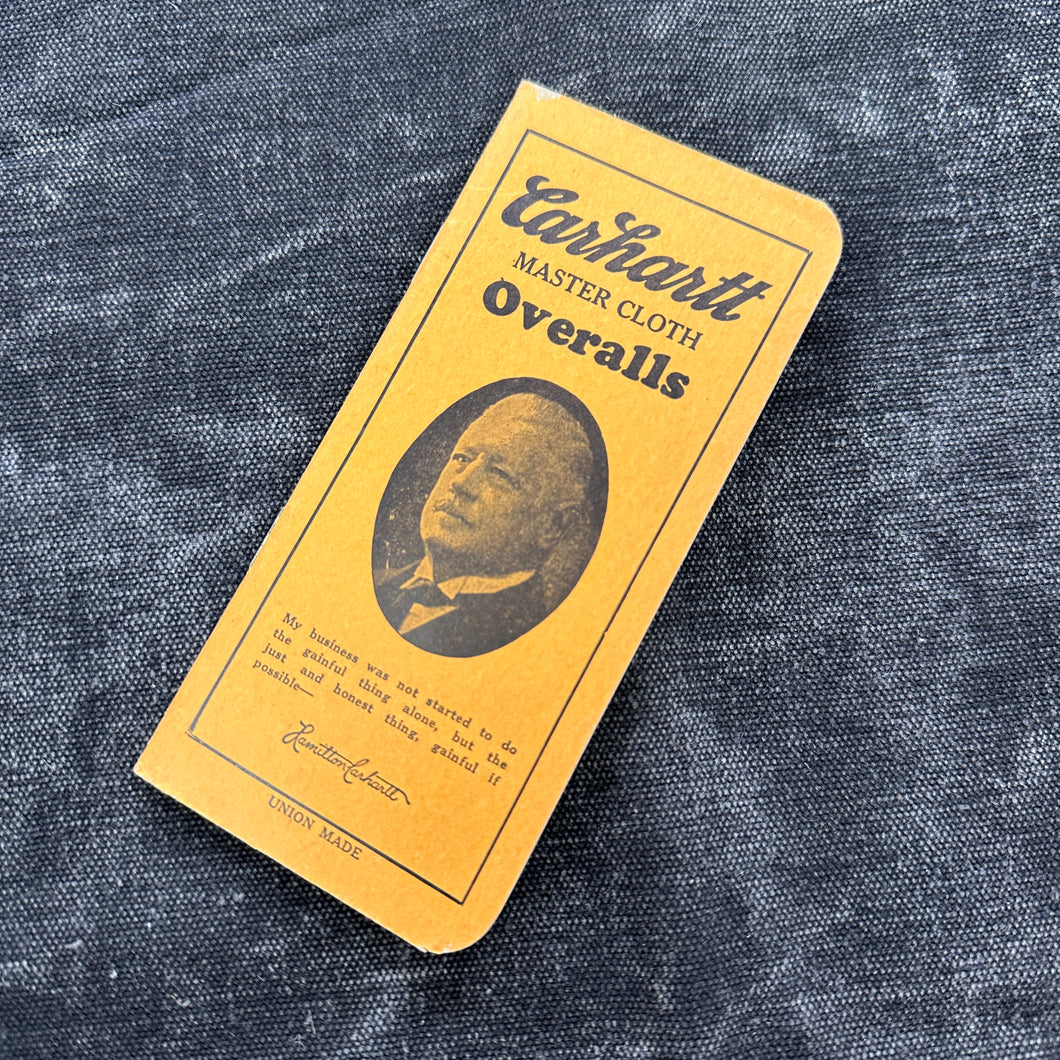 Carhartt
MASTER CLOTH
Overalls
My business was not started to do
the gainful thing alone, but the
just and honest thing, gainful if
possible—
Hamilton Carhartt
UNION MADE